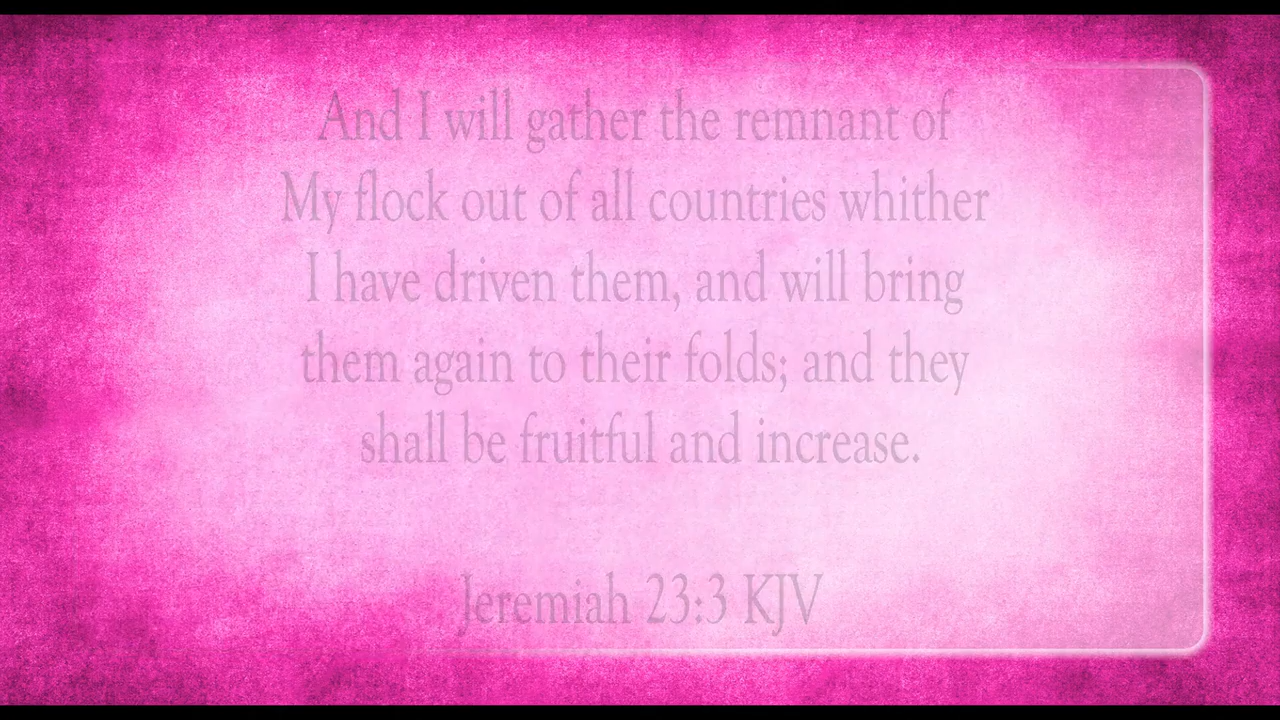 And I will gather the remnant of
My flock out of all countries whither
I have driven them, and will bring
them again to their folds; and they
shall be fruitful and increase.
Jeremiah 23:3 KJV